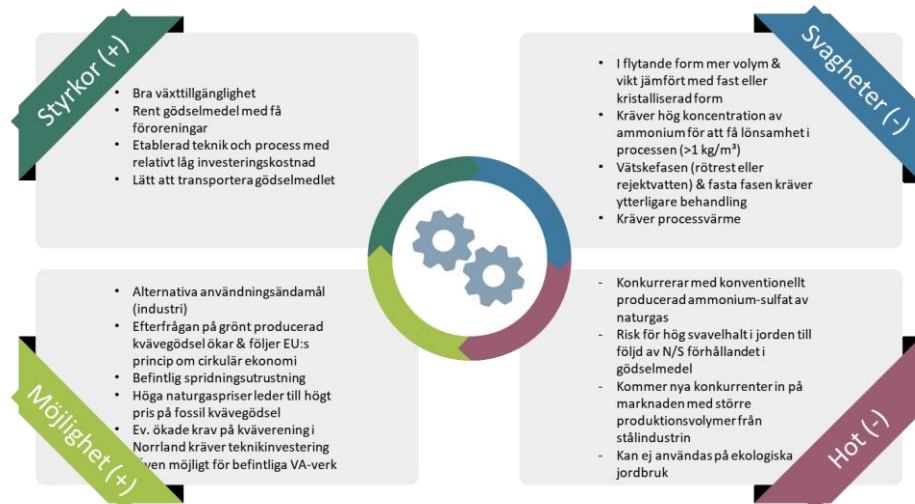 Styrkor (+)
• Bra växttillgänglighet
• Rent gödselmedel med få
föroreningar
• Etablerad teknik och process med
relativt låg investeringskostnad
• Lätt att transportera gödselmedlet
Svagheter (-)
• I flytande form mer volym &
vikt jämfört med fast eller
kristalliserad form
• Kräver hög koncentration av
ammonium för att få lönsamhet i
processen (>1 kg/m³)
• Vätskefasen (rötrest eller
rejektvatten) & fasta fasen kräver
ytterligare behandling
• Kräver processvärme
Möjlighet (+)
• Alternativa användningsändamål
(industri)
• Efterfrågan på grönt producerad
kvävegödsel ökar & följer EU:s
princip om cirkulär ekonomi
• Befintlig spridningsutrustning
• Höga naturgaspriser leder till högt
pris på fossil kvävegödsel
• Ev. ökade krav på kväverening i
Norrland kräver teknikinvestering
möjligt för befintliga VA-verk
Hot (-)
- Konkurrerar med konventionellt
producerad ammonium-sulfat av
naturgas
- Risk för hög svavelhalt i jorden till
följd av N/S förhållandet i
gödselmedel
- Kommer nya konkurrenter in på
marknaden med större
produktionsvolymer från
stålindustrin
- Kan ej användas på ekologiska
jordbruk